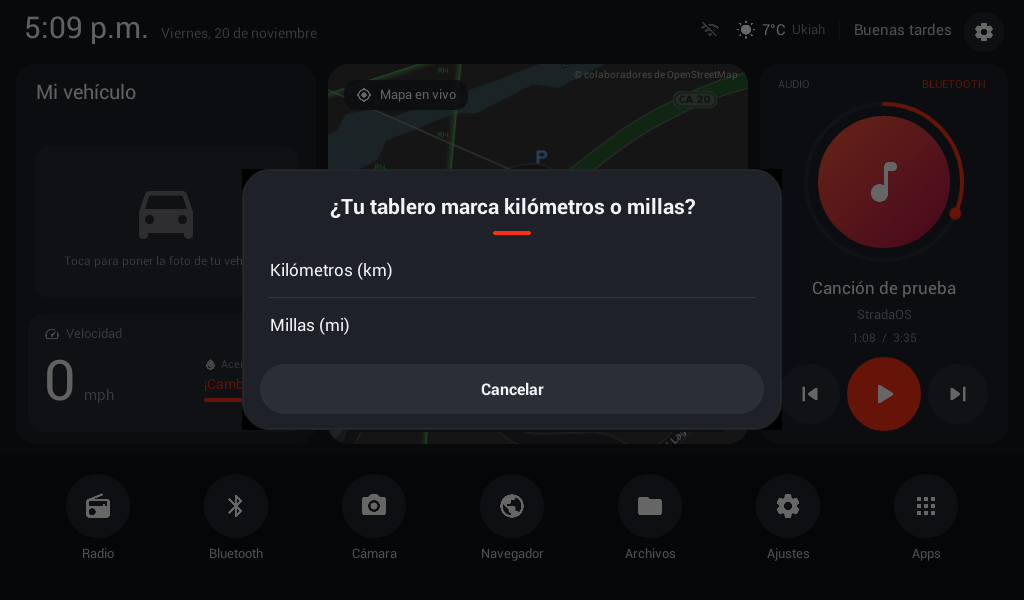 5:09 p.m.
Viernes, 20 de noviembre
7°C Ukiah
Buenas tardes
Mi vehículo
Mapa en vivo
© colaboradores de OpenStreetMap
CA 20
RN
RN
RN
P
AUDIO
BLUETOOTH
¿Tu tablero marca kilómetros o millas?
Kilómetros (km)
Millas (mi)
Cancelar
Toca para poner la foto de tu
Velocidad
0 mph
Canción de prueba
StradaOS
1:08 / 3:35
Radio
Bluetooth
Cámara
Navegador
Archivos
Ajustes
Apps